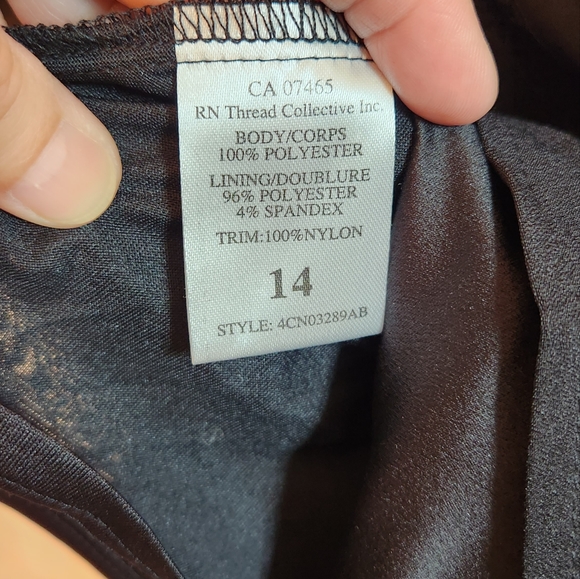 CA 07465
RN Thread Collective Inc.
BODY/CORPS
100% POLYESTER
LINING/DOUBLURE
96% POLYESTER
4% SPANDEX
TRIM:100%NYLON
14
STYLE: 4CN03289AB